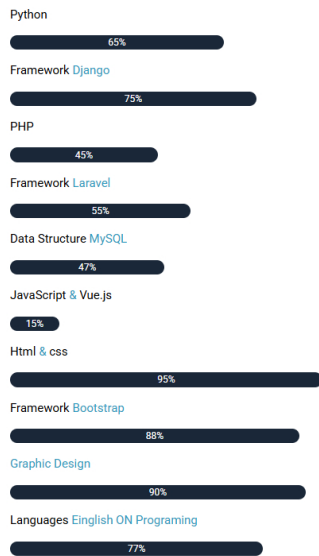 Python
65%
Framework Django
75%
PHP
45%
Framework Laravel
55%
Data Structure MySQL
47%
JavaScript & Vue.js
15%
Html & css
95%
Framework Bootstrap
88%
Graphic Design
90%
Languages Einglish ON Programing
77%